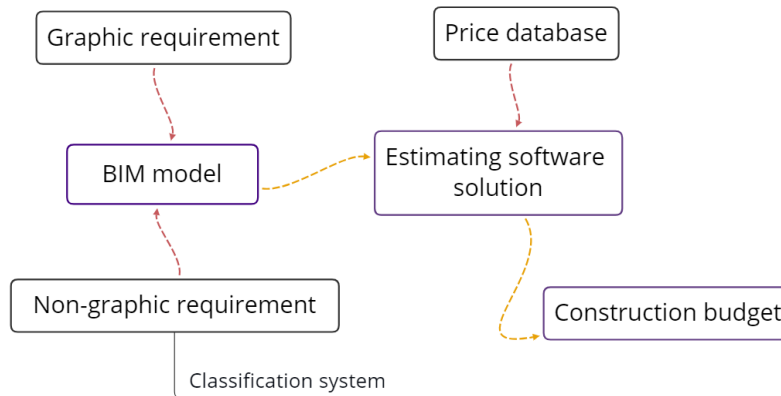 Graphic requirement
Price database
BIM model
Estimating software
solution
Non-graphic requirement
Construction budget
Classification system